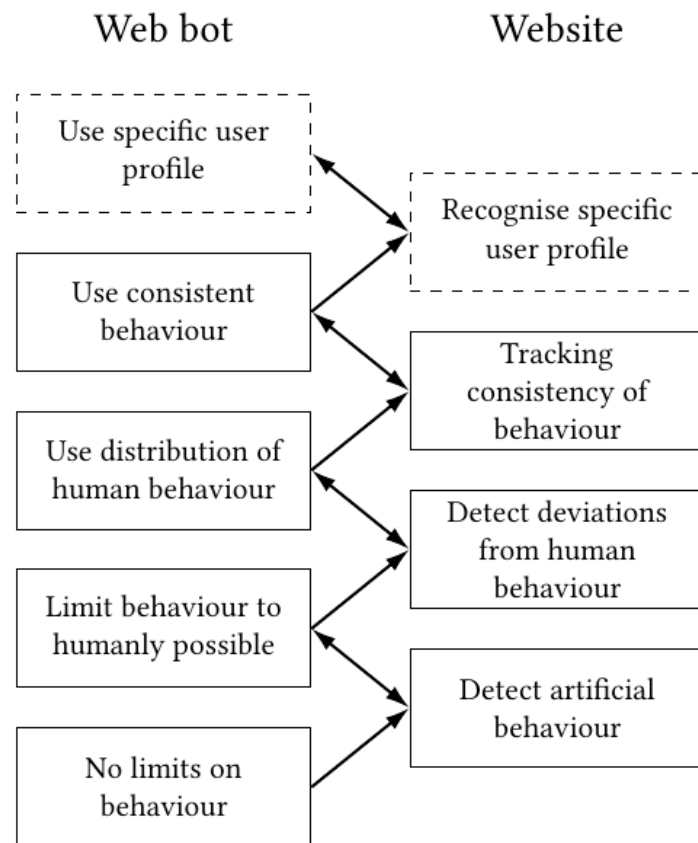 Web bot
Website
Use specific user
profile
Recognise specific
user profile
Use consistent
behaviour
Tracking
consistency of
behaviour
Use distribution of
human behaviour
Detect deviations
from human
behaviour
Limit behaviour to
humanly possible
Detect artificial
behaviour
No limits on
behaviour